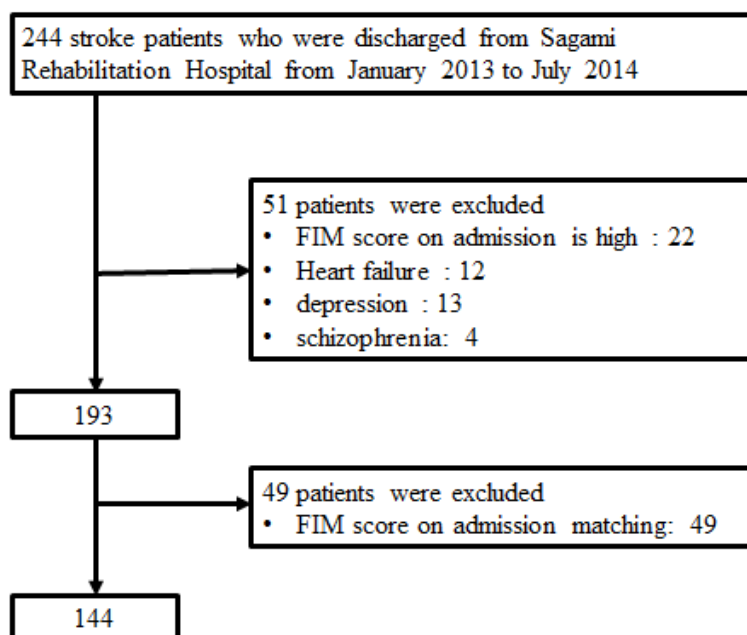 244 stroke patients who were discharged from Sagami
Rehabilitation Hospital from January 2013 to July 2014
51 patients were excluded
• FIM score on admission is high : 22
• Heart failure : 12
• depression : 13
• schizophrenia: 4
193
49 patients were excluded
• FIM score on admission matching: 49
144